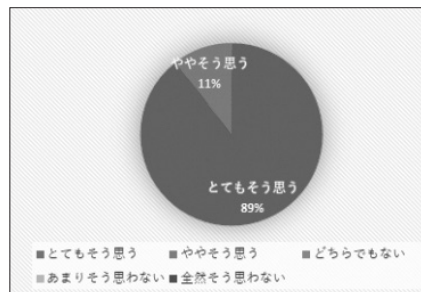 ややそう思う
11%
とてもそう思う
89%
■とてもそう思う ■ややそう思う ■どちらでもない
■あまりそう思わない ■全然そう思わない